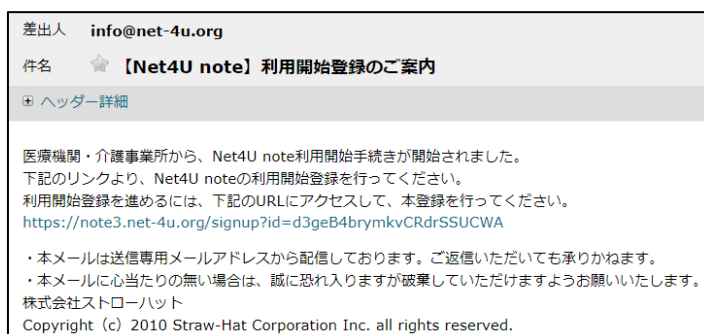 差出人 info@net-4u.org
件名 【Net4U note】利用開始登録のご案内
ヘッダー詳細
医療機関・介護事業所から、Net4U note利用開始手続きが開始されました。
下記のリンクより、Net4U noteの利用開始登録を行ってください。
利用開始登録を進めるには、下記のURLにアクセスして、本登録を行ってください。
https://note3.net-4u.org/signup?id=d3geB4brymkvCRdrSSUCWA
・本メールは送信専用メールアドレスから配信しております。ご返信いただいても承りかねます。
・本メールに心当たりの無い場合は、誠に恐れ入りますが破棄していただけますようお願いいたします。
株式会社ストローハット
Copyright（c）2010 Straw-Hat Corporation Inc. all rights reserved.